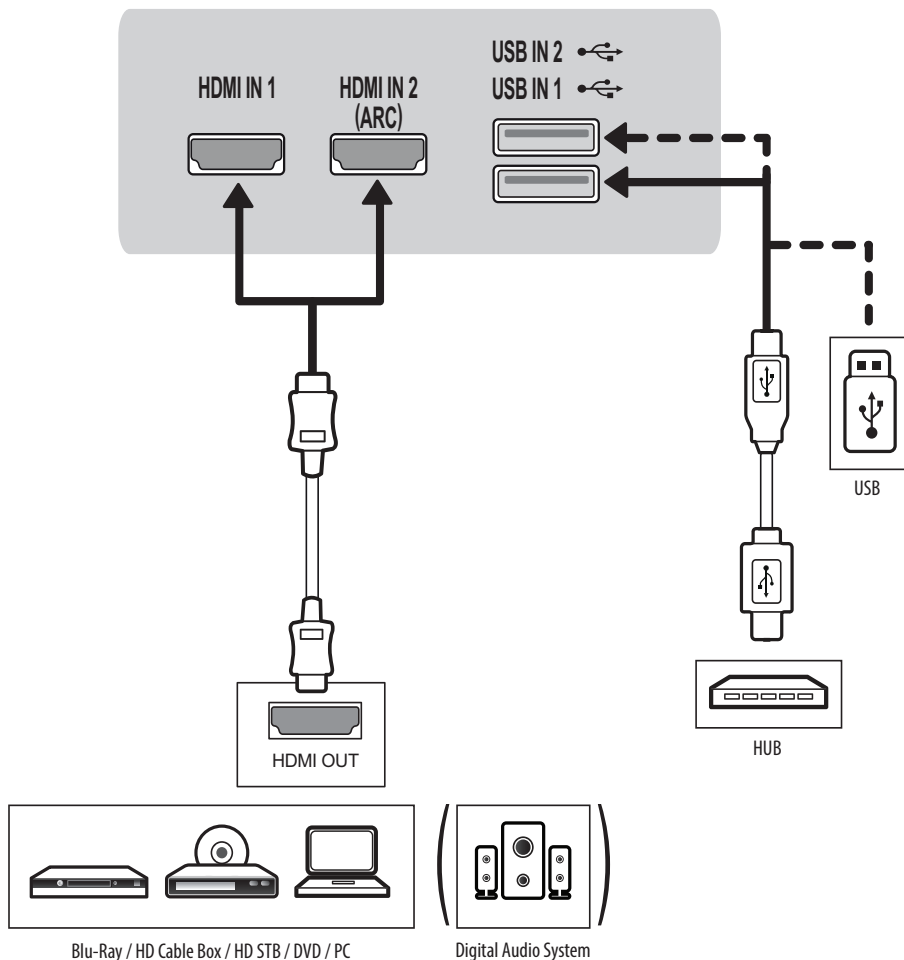 USB IN 2
HDMI IN 1
HDMI IN 2
(ARC)
USB IN 1
USB
HUB
HDMI OUT
Blu-Ray / HD Cable Box / HD STB / DVD / PC
Digital Audio System